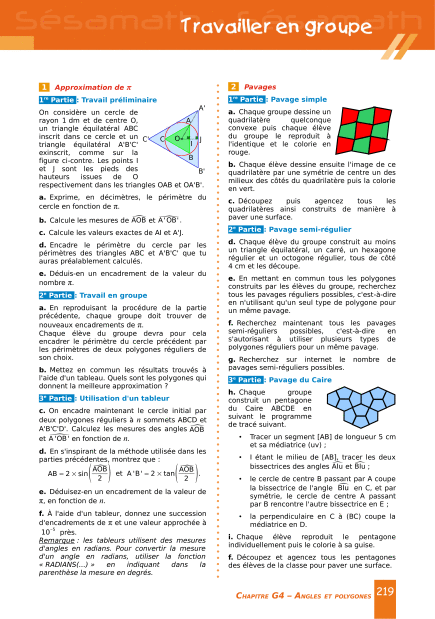 Sésamath
Sésamath
Travailler en groupe
1 Approximation de π
1re Partie : Travail préliminaire
On considère un cercle de
rayon 1 dm et de centre O,
un triangle équilatéral ABC
inscrit dans ce cercle et un
triangle équilatéral A'B'C'
exinscrit, comme sur la
figure ci-contre. Les points I
et J sont les pieds des
hauteurs issues de O
respectivement dans les triangles OAB et OA'B'.
A'
A
C'
C
O
J
I
B
B'
a. Exprime, en décimètres, le périmètre du
cercle en fonction de π.
b. Calcule les mesures de AOB et A'OB'.
c. Calcule les valeurs exactes de AI et A'J.
d. Encadre le périmètre du cercle par les
périmètres des triangles ABC et A'B'C' que tu
auras préalablement calculés.
e. Déduis-en un encadrement de la valeur du
nombre π.
2e Partie : Travail en groupe
a. En reproduisant la procédure de la partie
précédente, chaque groupe doit trouver de
nouveaux encadrements de π.
Chaque élève du groupe devra pour cela
encadrer le périmètre du cercle précédent par
les périmètres de deux polygones réguliers de
son choix.
b. Mettez en commun les résultats trouvés à
l'aide d'un tableau. Quels sont les polygones qui
donnent la meilleure approximation ?
3e Partie : Utilisation d'un tableur
c. On encadre maintenant le cercle initial par
deux polygones réguliers à n sommets ABCD et
A'B'C'D'. Calculez les mesures des angles AOB
et A'OB' en fonction de n.
d. En s'inspirant de la méthode utilisée dans les
parties précédentes, montrez que :
AB = 2 × sin(AOB/2) et A'B' = 2 × tan(AOB/2).
e. Déduisez-en un encadrement de la valeur de
π, en fonction de n.
f. À l'aide d'un tableur, donnez une succession
d'encadrements de π et une valeur approchée à
10⁻⁵ près.
Remarque : les tableurs utilisent des mesures
d'angles en radians. Pour convertir la mesure
d'un angle en radians, utiliser la fonction
« RADIANS(...) » en indiquant dans la
parenthèse la mesure en degrés.
2 Pavages
1re Partie : Pavage simple
a. Chaque groupe dessine un
quadrilatère quelconque
convexe puis chaque élève
du groupe le reproduit à
l'identique et le colorie en
rouge.
b. Chaque élève dessine ensuite l'image de ce
quadrilatère par une symétrie de centre un des
milieux des côtés du quadrilatère puis la colorie
en vert.
c. Découpez puis agencez tous les
quadrilatères ainsi construits de manière à
paver une surface.
2e Partie : Pavage semi-régulier
d. Chaque élève du groupe construit au moins
un triangle équilatéral, un carré, un hexagone
régulier et un octogone régulier, tous de côté
4 cm et les découpe.
e. En mettant en commun tous les polygones
construits par les élèves du groupe, recherchez
tous les pavages réguliers possibles, c'est-à-dire
en n'utilisant qu'un seul type de polygone pour
un même pavage.
f. Recherchez maintenant tous les pavages
semi-réguliers possibles, c'est-à-dire en
s'autorisant à utiliser plusieurs types de
polygones réguliers pour un même pavage.
g. Recherchez sur internet le nombre de
pavages semi-réguliers possibles.
3e Partie : Pavage du Caire
h. Chaque groupe
construit un pentagone
du Caire ABCDE en
suivant le programme
de tracé suivant.
• Tracer un segment [AB] de longueur 5 cm
et sa médiatrice (uv) ;
• I étant le milieu de [AB], tracer les deux
bissectrices des angles AIu et BIu ;
• le cercle de centre B passant par A coupe
la bissectrice de l'angle BIu en C, et par
symétrie, le cercle de centre A passant
par B rencontre l'autre bissectrice en E ;
• la perpendiculaire en C à (BC) coupe la
médiatrice en D.
i. Chaque élève reproduit le pentagone
individuellement puis le colorie à sa guise.
f. Découpez et agencez tous les pentagones
des élèves de la classe pour paver une surface.
CHAPITRE G4 – ANGLES ET POLYGONES 219